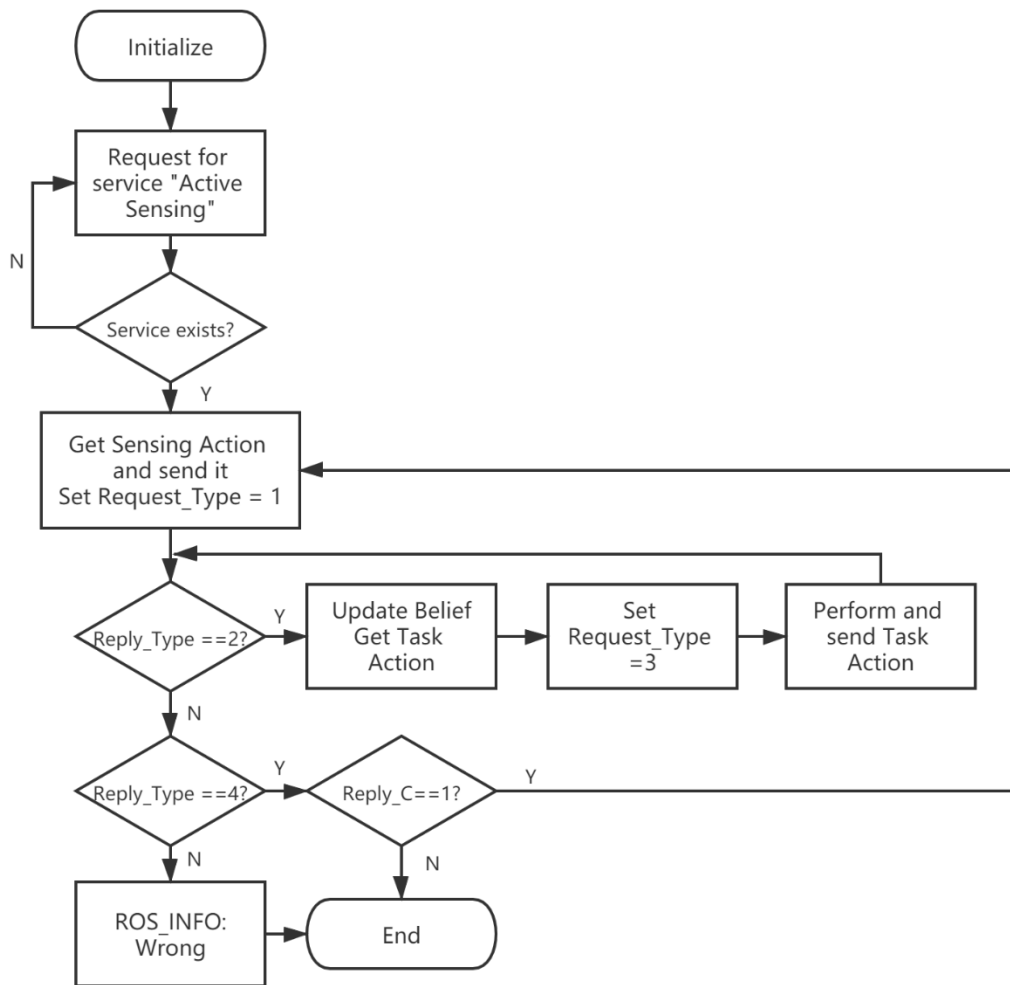 Initialize
Request for
service "Active
Sensing"
N
Service exists?
Y
Get Sensing Action
and send it
Set Request_Type = 1
Reply_Type ==2?
Y
Update Belief
Get Task
Action
Set
Request_Type
=3
Perform and
send Task
Action
N
Reply_Type ==4?
Y
Reply_C==1?
Y
N
N
ROS_INFO:
Wrong
End